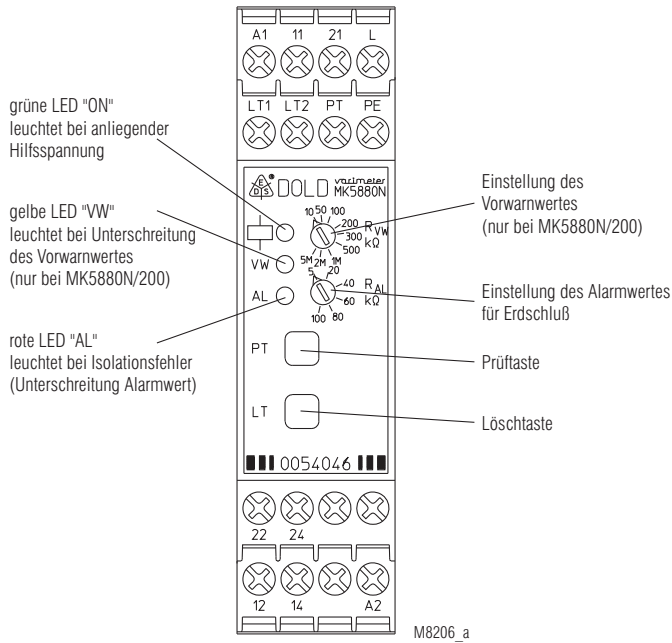 A1 11 21 L
LT1 LT2 PT PE
grüne LED "ON"
leuchtet bei anliegender
Hilfsspannung
gelbe LED "VW"
leuchtet bei Unterschreitung
des Vorwarnwertes
(nur bei MK5880N/200)
rote LED "AL"
leuchtet bei Isolationsfehler
(Unterschreitung Alarmwert)
E
D S
®
DOLD
varimeter
MK5880N
10 50 100
200
300
500
1M
2M
5M
R VW
kΩ
VW
5 20
40
60
80
100
R AL
kΩ
AL
PT
LT
0054046
Einstellung des
Vorwarnwertes
(nur bei MK5880N/200)
Einstellung des Alarmwertes
für Erdschluß
Prüftaste
Löschtaste
22 24
12 14 A2
M8206_a